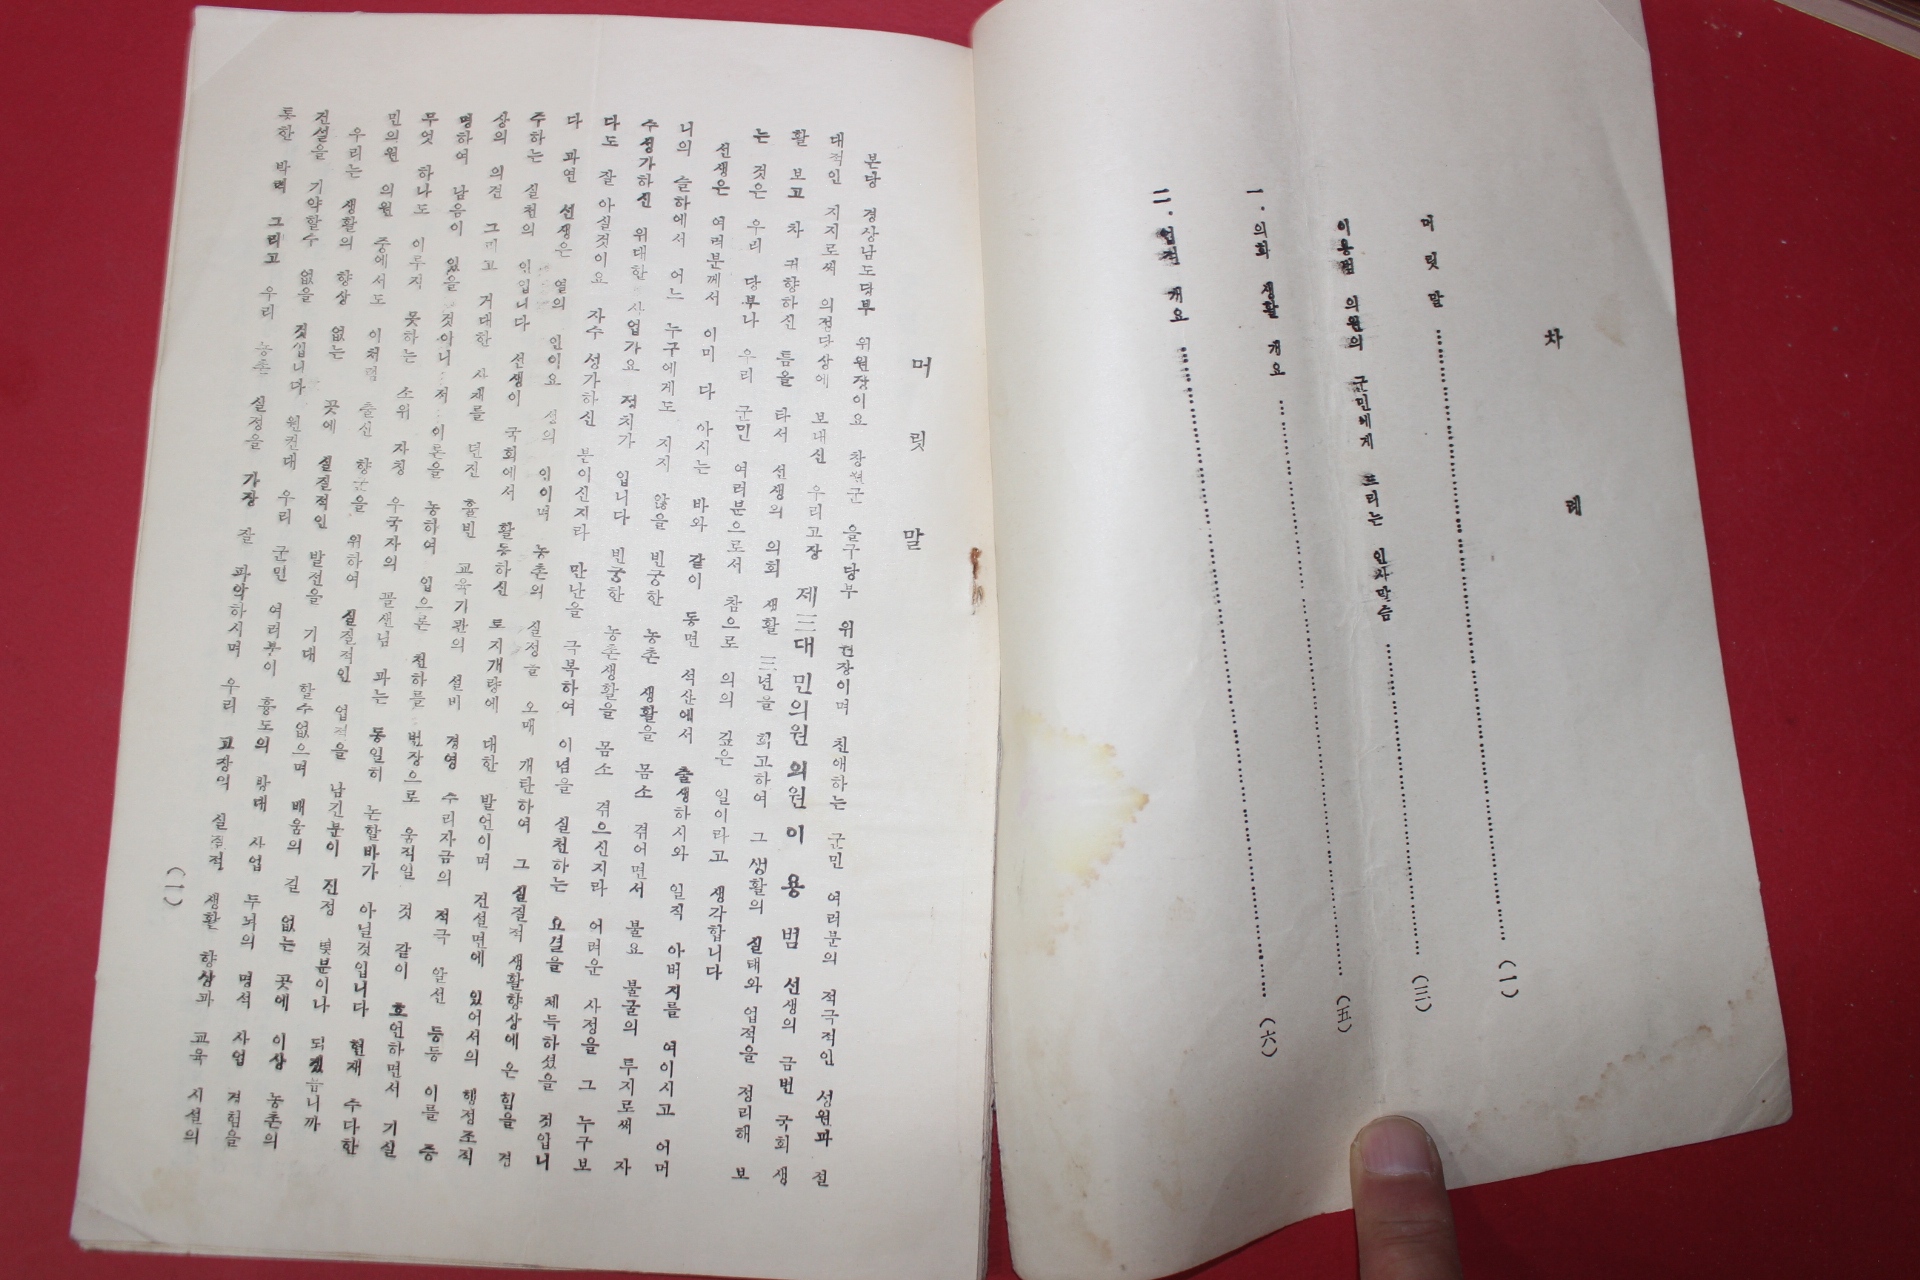 차 례
머 릿 말 ………… (一)
이용범 의원의 군민에게 드리는 인사말슴 ………… (三)
一. 의회 생활 개요 ………… (五)
二. 업적 개요 ………… (六)
머 릿 말
본당 경상남도당부 위원장이요 창원군 을구당부 위원장이며 친애하는 군민 여러분의 적극적인 성원과 절
대적인 지지로써 의정당상에 보내신 우리고장 제三대 민의원 의원 이 용 범 선생의 금번 국회 생
활 보고 차 귀향하신 틈을 타서 선생의 의회 생활 三년을 회고하여 그 생활의 실태와 업적을 정리해 보
는 것은 우리 당부나 우리 군민 여러분으로서 참으로 의의 깊은 일이라고 생각합니다
선생은 여러분께서 이미 다 아시는 바와 같이 동면 석산에서 출생하시와 일직 아버지를 여이시고 어머
니의 슬하에서 어느 누구에게도 지지 않을 빈궁한 농촌 생활을 몸소 겪어면서 불요 불굴의 투지로써 자
수성가하신 위대한 사업가요 정치가 입니다 빈궁한 농촌생활을 몸소 겪으신지라 어려운 사정을 그 누구보
다도 잘 아실것이요 자수 성가하신 분이신지라 만난을 극복하여 이념을 실천하는 요결을 체득하셨을 것입니
다 과연 선생은 열의 인이요 성의 인이며 농촌의 실정을 오매 개탄하여 그 실질적 생활향상에 온 힘을 경
주하는 실천의 인입니다 선생이 국회에서 활동하신 토지개량에 대한 발언이며 건설면에 있어서의 행정조직
상의 의견 그리고 거대한 사재를 던진 훌빈 교육기관의 설비 경영 수리자금의 적극 알선 등등 이를 증
명하여 남음이 있을 것아니 저 이론을 농하여 입으론 천하를 번장으로 움직일 것 같이 호언하면서 기실
무엇 하나도 이루지 못하는 소위 자칭 우국자의 꽁생님 과는 동일히 논할바가 아닐것입니다 현재 수다한
민의원 의원 중에서도 이처럼 출신 향군을 위하여 실질적인 업적을 남긴분이 진정 몇분이나 되겠읍니까
우리는 생활의 향상 없는 곳에 실질적인 발전을 기대 할수없으며 배움의 길 없는 곳에 이상 농촌의
건설을 기약할수 없을 것입니다 원컨대 우리 군민 여러분이 흉도의 황대 사업 두뇌의 명석 사업 경험을
통한 박력 그리고 우리 농촌 실정을 가장 잘 파악하시며 우리 고장의 실질적 생활 향상과 교육 시설의
(一)